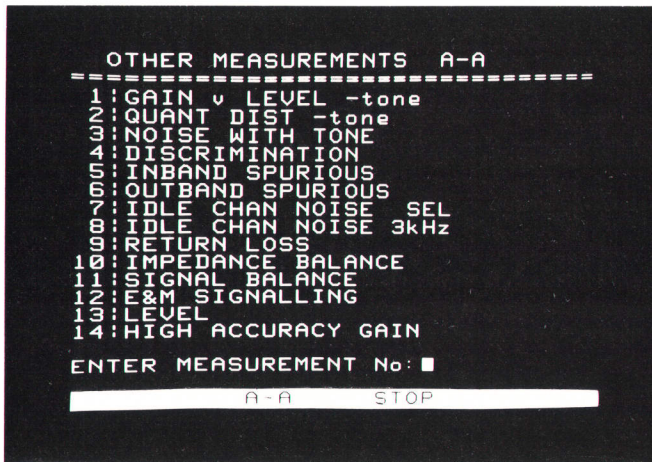 OTHER MEASUREMENTS A-A
===================================
1:GAIN v LEVEL -tone
2:QUANT DIST -tone
3:NOISE WITH TONE
4:DISCRIMINATION
5:INBAND SPURIOUS
6:OUTBAND SPURIOUS
7:IDLE CHAN NOISE SEL
8:IDLE CHAN NOISE 3kHz
9:RETURN LOSS
10:IMPEDANCE BALANCE
11:SIGNAL BALANCE
12:E&M SIGNALLING
13:LEVEL
14:HIGH ACCURACY GAIN
ENTER MEASUREMENT No:
A-A STOP